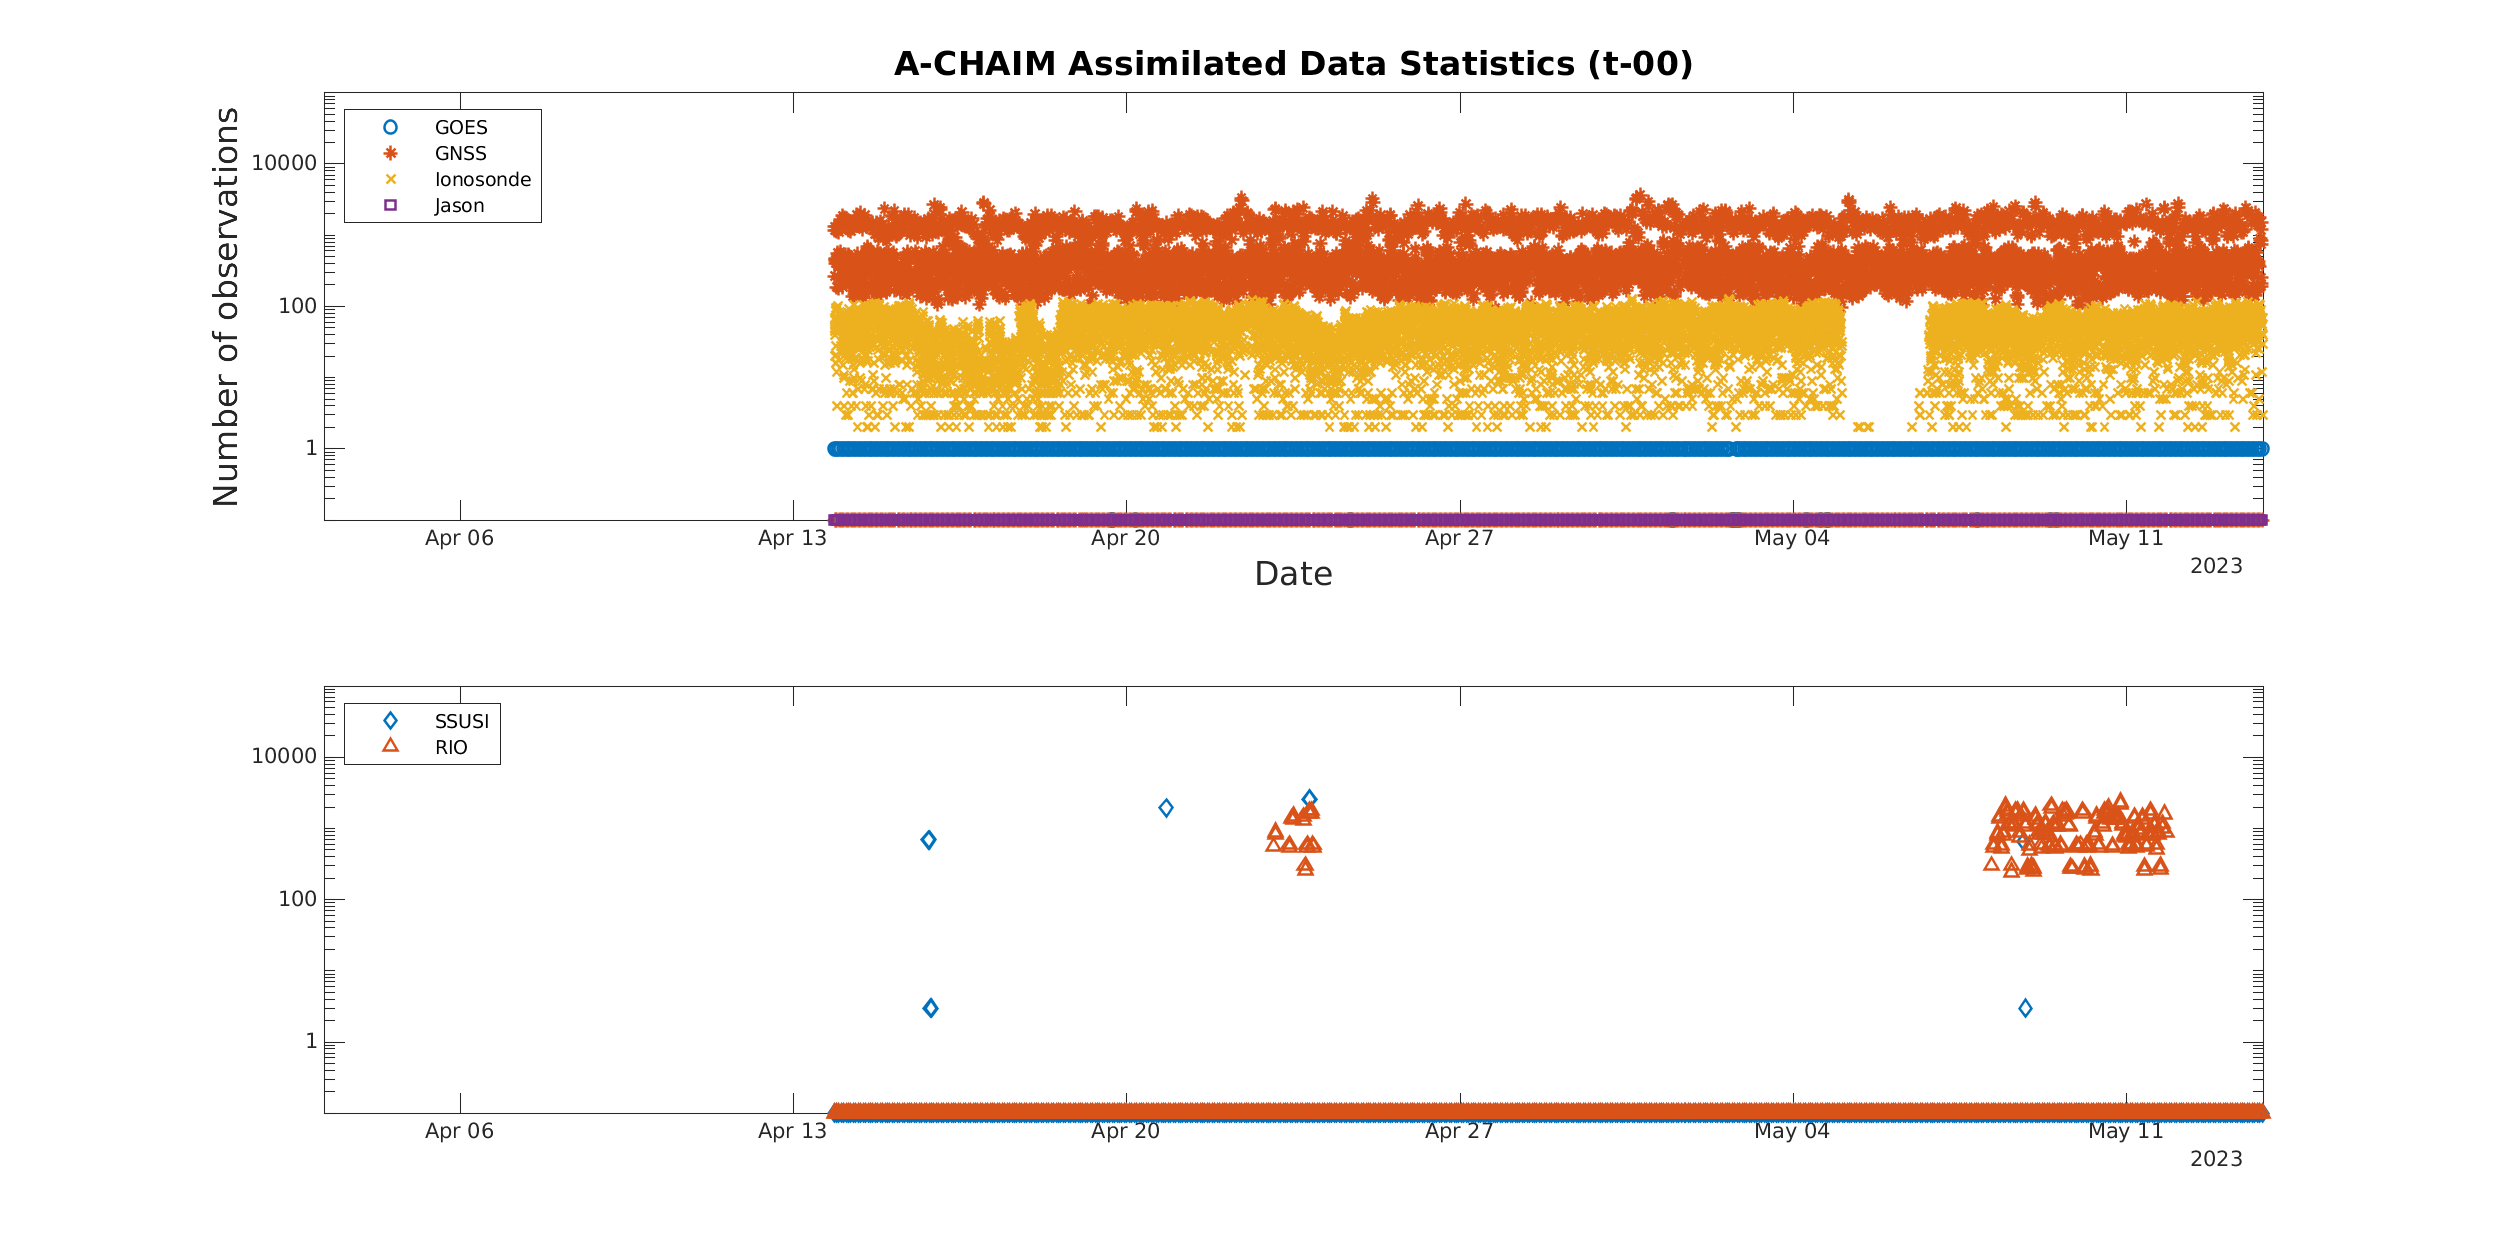 A-CHAIM Assimilated Data Statistics (t-00)
Number of observations
10000
100
1
GOES
GNSS
Ionosonde
Jason
Apr 06 Apr 13 Apr 20 Apr 27 May 04 May 11
2023
Date
10000
100
1
SSUSI
RIO
Apr 06 Apr 13 Apr 20 Apr 27 May 04 May 11
2023